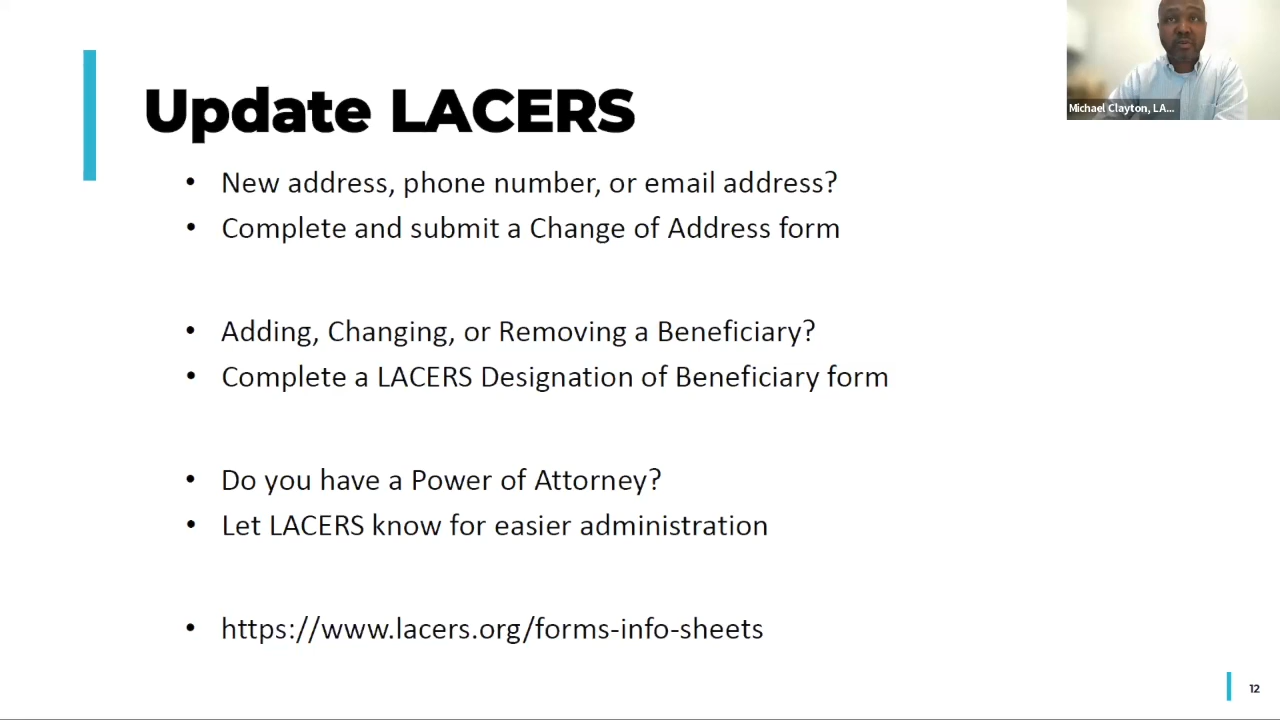 Update LACERS
Michael Clayton, LA...
• New address, phone number, or email address?
• Complete and submit a Change of Address form
• Adding, Changing, or Removing a Beneficiary?
• Complete a LACERS Designation of Beneficiary form
• Do you have a Power of Attorney?
• Let LACERS know for easier administration
• https://www.lacers.org/forms-info-sheets
12